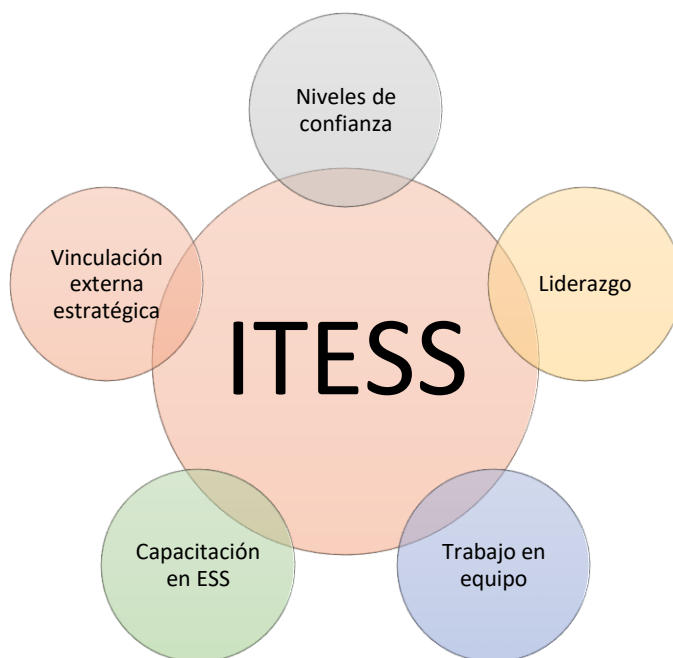 Niveles de
confianza
Vinculación
externa
estratégica
Liderazgo
ITESS
Capacitación
en ESS
Trabajo en
equipo